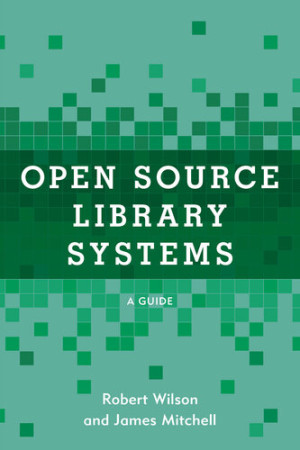 OPEN SOURCE
LIBRARY
SYSTEMS
A GUIDE
Robert Wilson
and James Mitchell